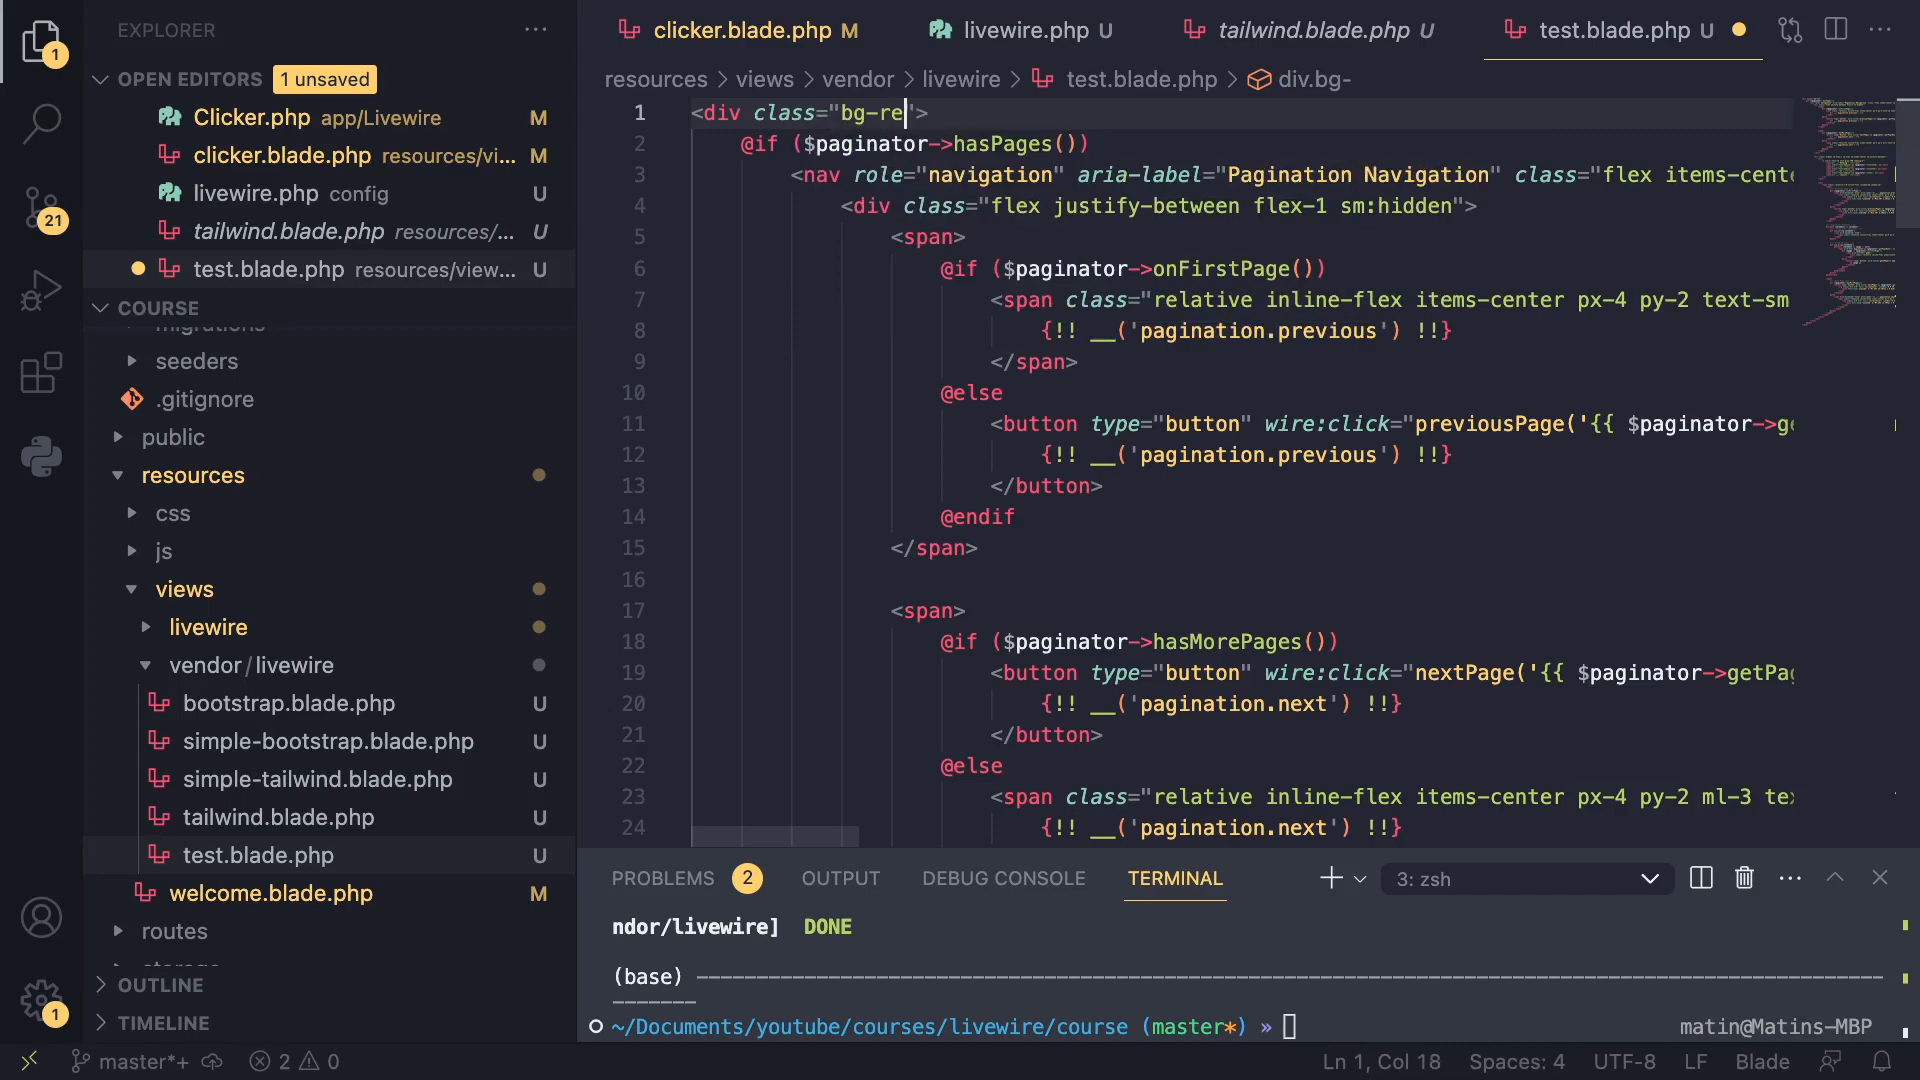 EXPLORER
OPEN EDITORS 1 unsaved
Clicker.php app/Livewire M
clicker.blade.php resources/vi... M
livewire.php config U
tailwind.blade.php resources/... U
test.blade.php resources/view... U
COURSE
migrations
seeders
.gitignore
public
resources
css
js
views
livewire
vendor/livewire
bootstrap.blade.php U
simple-bootstrap.blade.php U
simple-tailwind.blade.php U
tailwind.blade.php U
test.blade.php U
welcome.blade.php M
routes
OUTLINE
TIMELINE
1
21
1
clicker.blade.php M livewire.php U tailwind.blade.php U test.blade.php U
resources > views > vendor > livewire > test.blade.php > div.bg-
1 <div class="bg-re">
2 @if ($paginator->hasPages())
3 <nav role="navigation" aria-label="Pagination Navigation" class="flex items-cente
4 <div class="flex justify-between flex-1 sm:hidden">
5 <span>
6 @if ($paginator->onFirstPage())
7 <span class="relative inline-flex items-center px-4 py-2 text-sm
8 {!! __('pagination.previous') !!}
9 </span>
10 @else
11 <button type="button" wire:click="previousPage('{{ $paginator->ge
12 {!! __('pagination.previous') !!}
13 </button>
14 @endif
15 </span>
16
17 <span>
18 @if ($paginator->hasMorePages())
19 <button type="button" wire:click="nextPage('{{ $paginator->getPag
20 {!! __('pagination.next') !!}
21 </button>
22 @else
23 <span class="relative inline-flex items-center px-4 py-2 ml-3 tex
24 {!! __('pagination.next') !!}
PROBLEMS 2 OUTPUT DEBUG CONSOLE TERMINAL 3: zsh
ndor/livewire] DONE
(base) --------
~/Documents/youtube/courses/livewire/course (master*) » matin@Matins-MBP
master*+ 2 0 Ln 1, Col 18 Spaces: 4 UTF-8 LF Blade